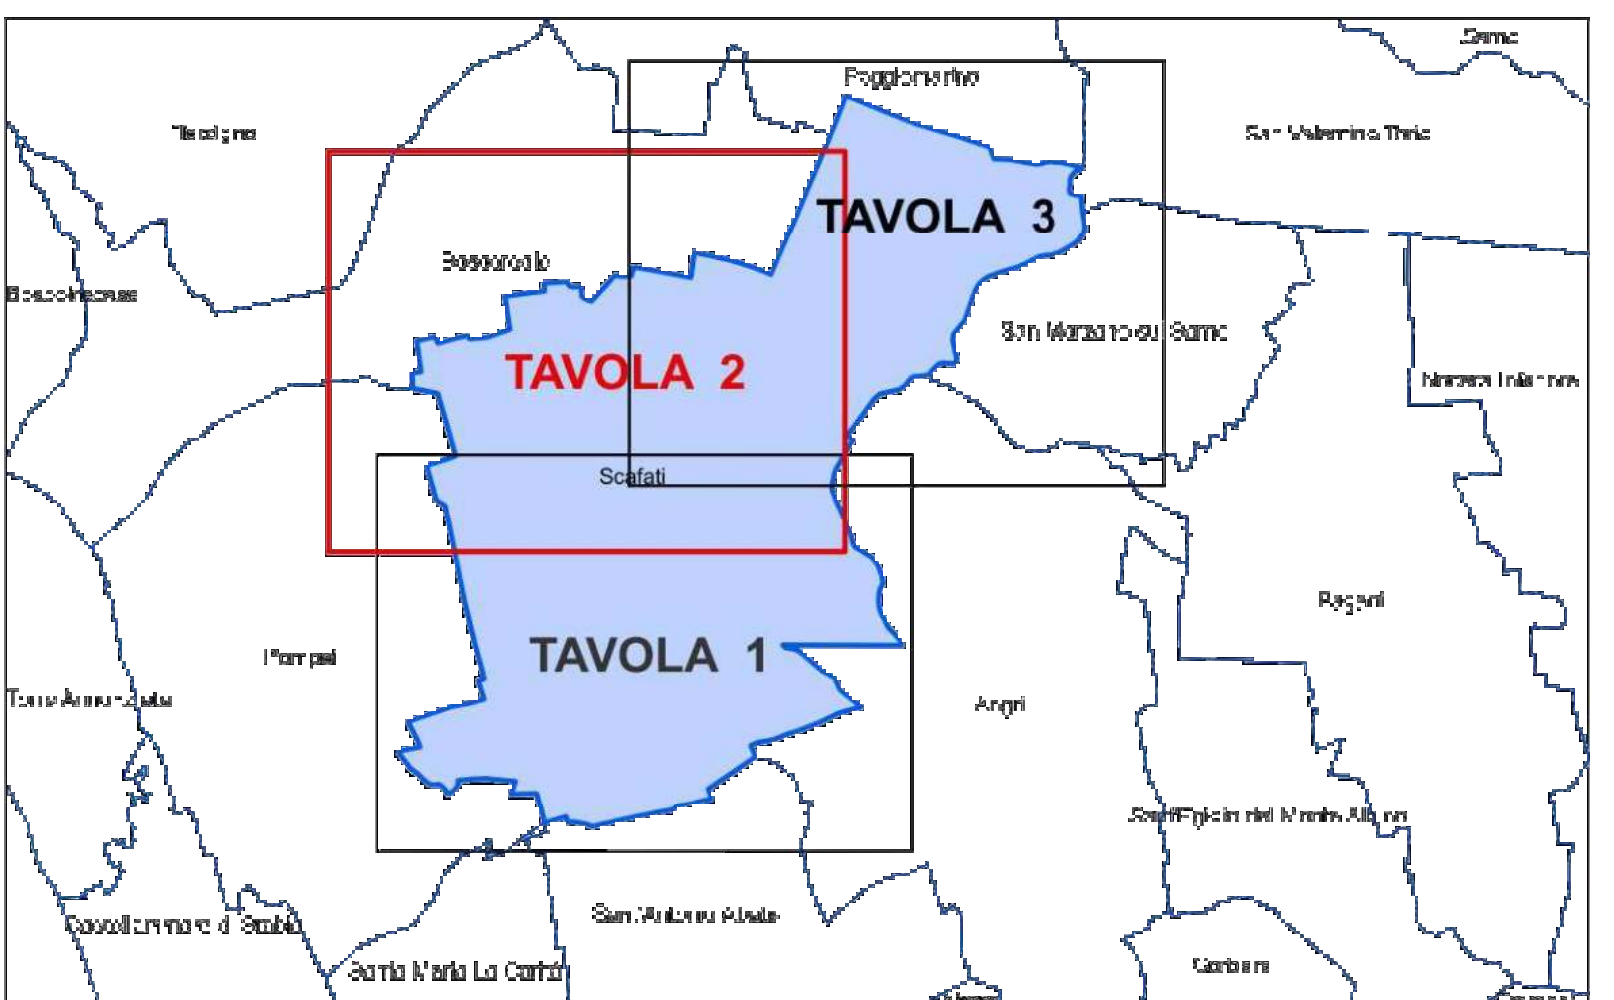 Sarno
Poggiomarino
Terzigno
San Valentino Torio
TAVOLA 3
Boscoreale
Boscotrecase
San Marzano sul Sarno
TAVOLA 2
Nocera Inferiore
Scafati
Pagani
TAVOLA 1
Pompei
Torre Annunziata
Angri
Sant'Egidio del Monte Albino
Castellammare di Stabia
Sant'Antonio Abate
Santa Maria La Carità
Corbara